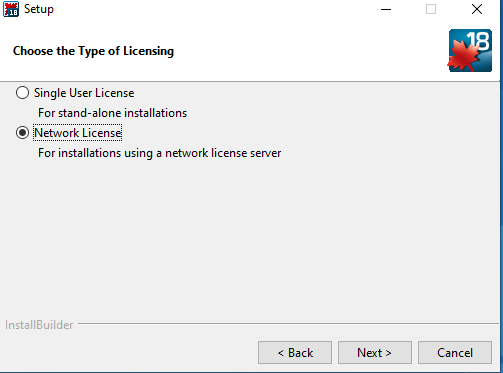 18 Setup
Choose the Type of Licensing
18
Single User License
For stand-alone installations
Network License
For installations using a network license server
InstallBuilder
< Back
Next >
Cancel